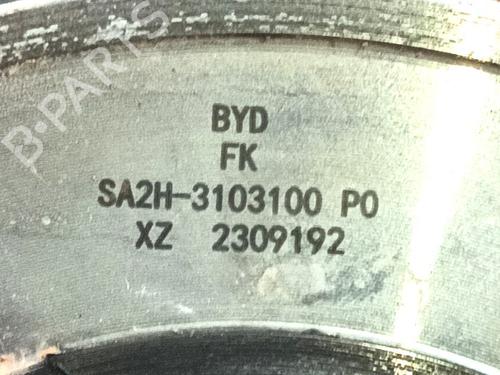 B-PARTS
BYD
FK
SA2H-3103100 P0
XZ 2309192